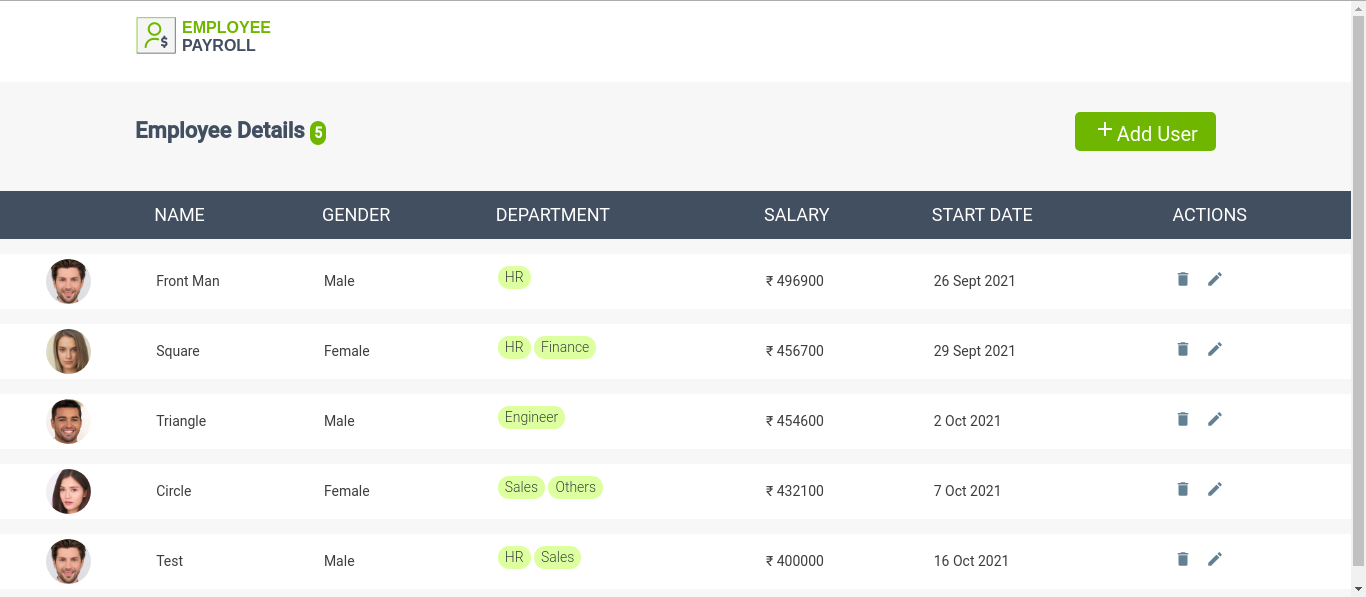 EMPLOYEE
PAYROLL
$
Employee Details 5
+ Add User
NAME GENDER DEPARTMENT SALARY START DATE ACTIONS
Front Man Male HR ₹ 496900 26 Sept 2021
Square Female HR Finance ₹ 456700 29 Sept 2021
Triangle Male Engineer ₹ 454600 2 Oct 2021
Circle Female Sales Others ₹ 432100 7 Oct 2021
Test Male HR Sales ₹ 400000 16 Oct 2021